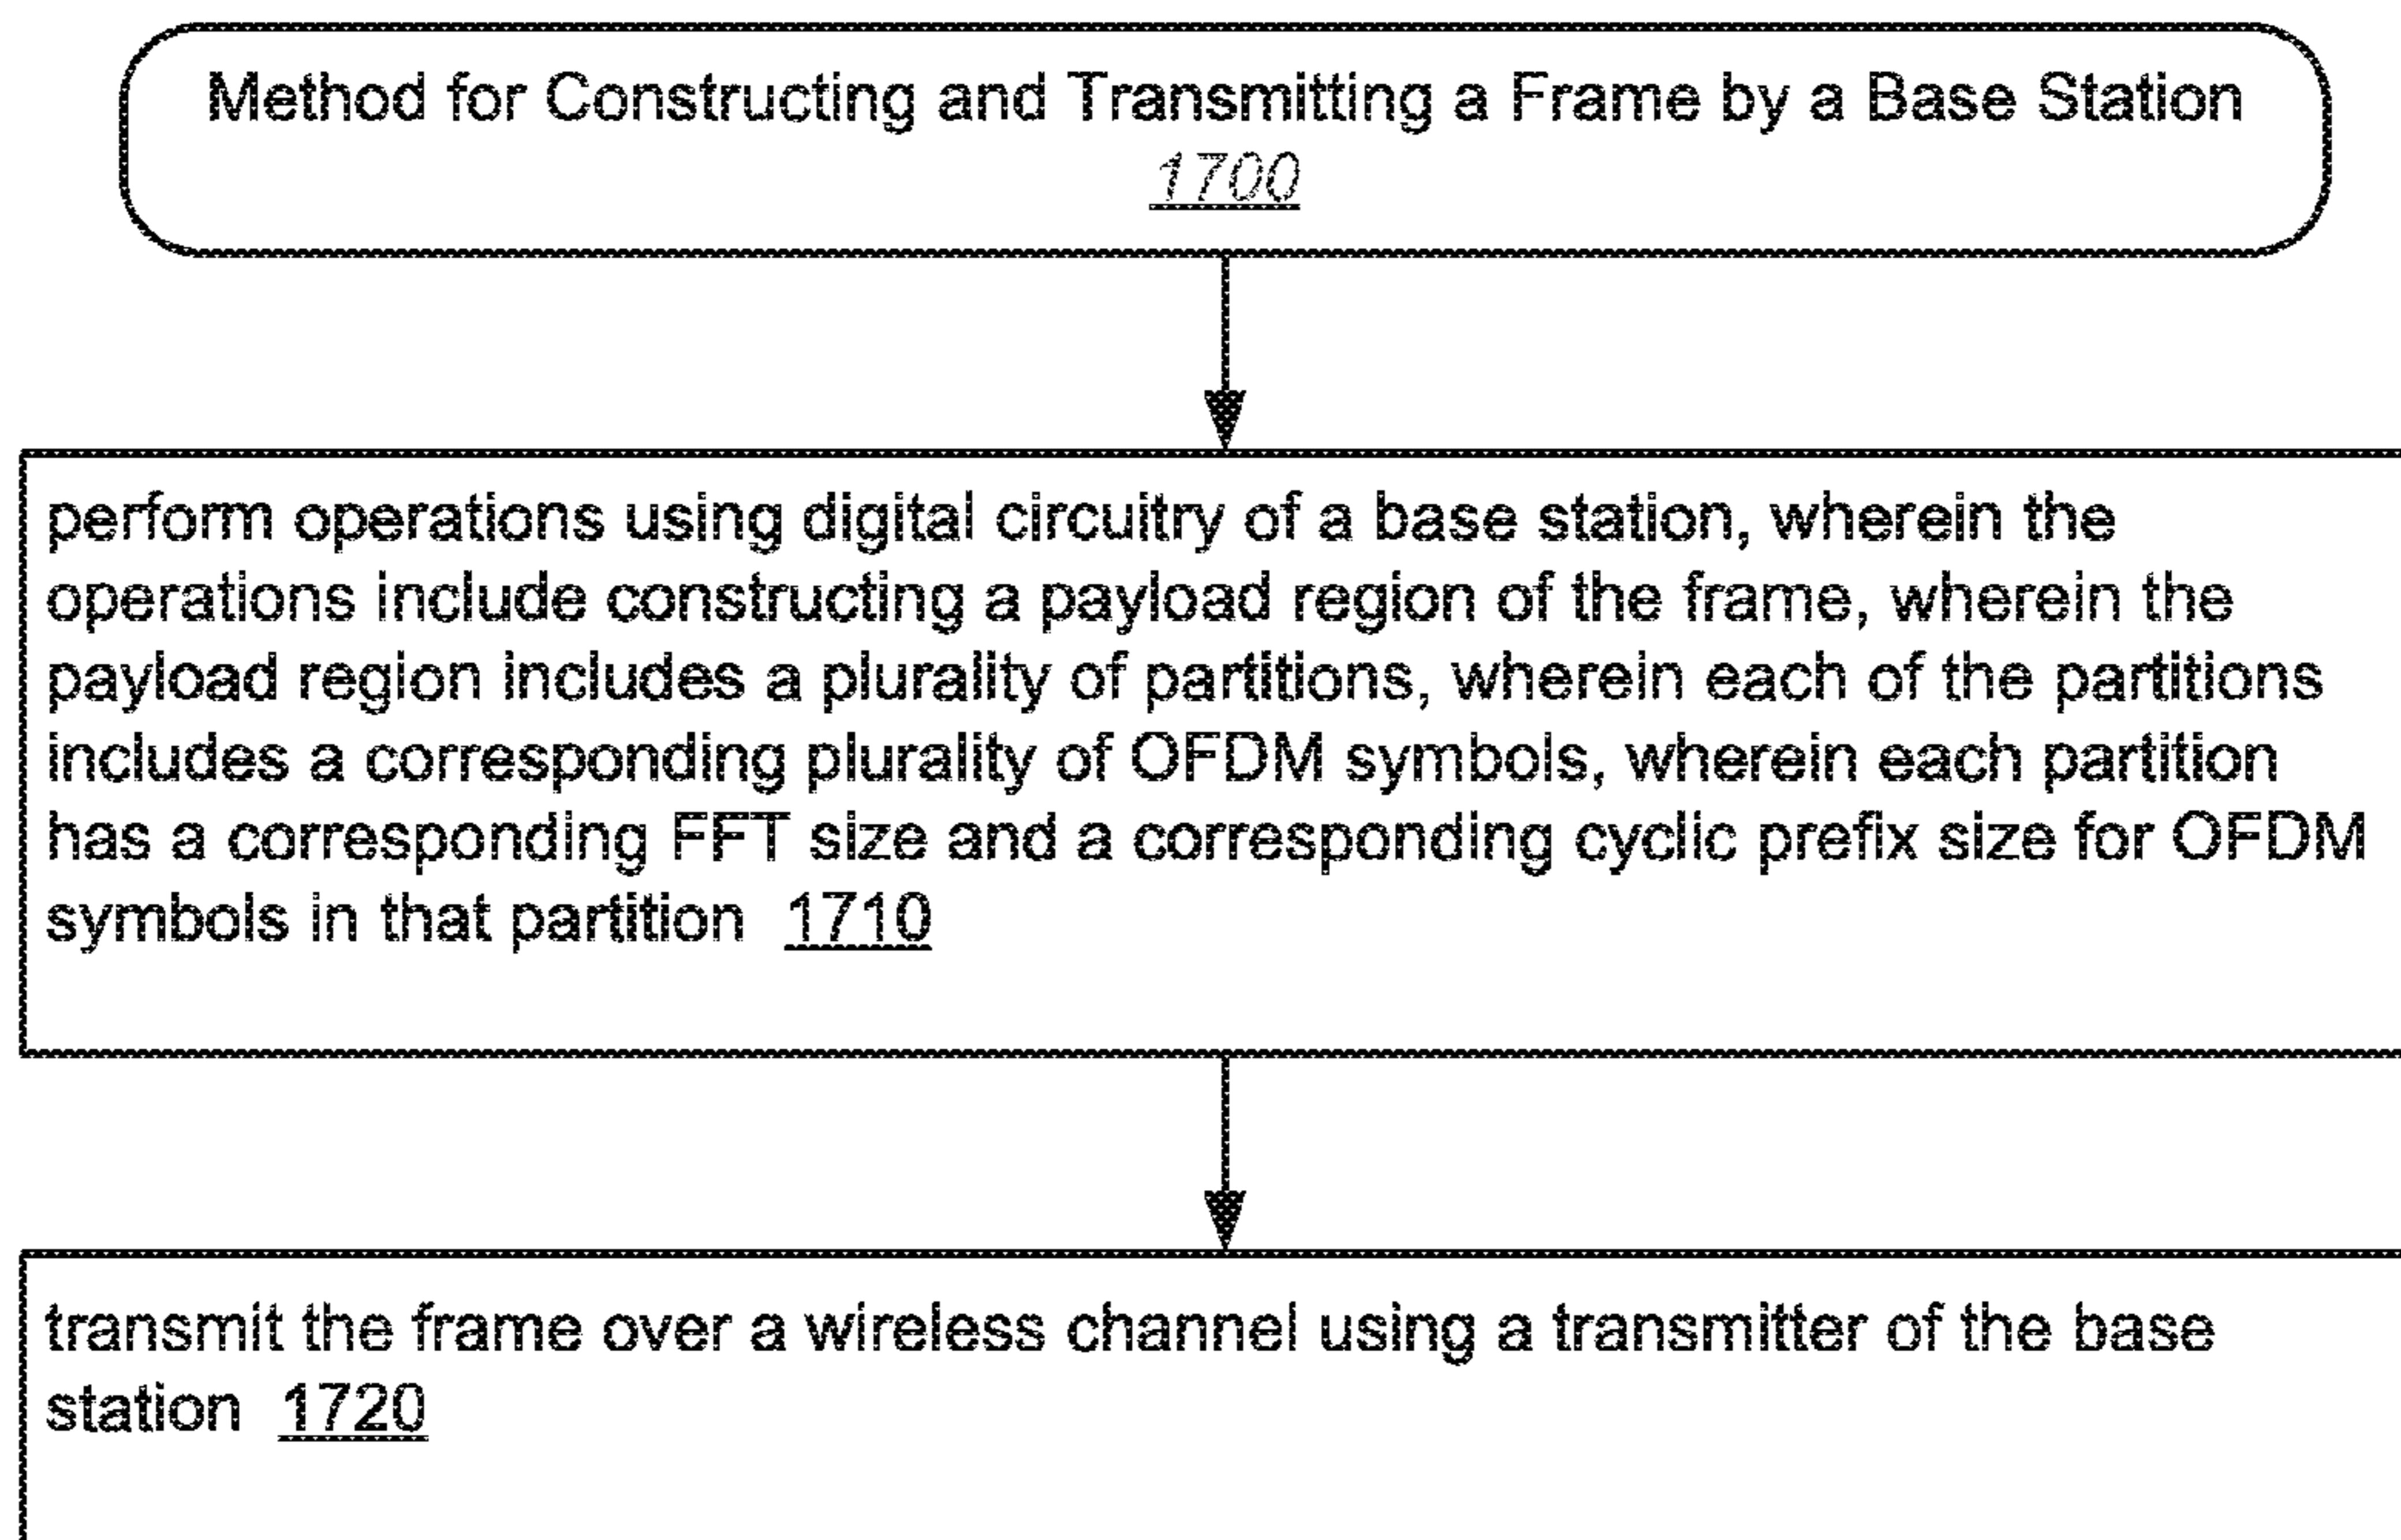 Method for Constructing and Transmitting a Frame by a Base Station
1700
perform operations using digital circuitry of a base station, wherein the
operations include constructing a payload region of the frame, wherein the
payload region includes a plurality of partitions, wherein each of the partitions
includes a corresponding plurality of OFDM symbols, wherein each partition
has a corresponding FFT size and a corresponding cyclic prefix size for OFDM
symbols in that partition 1710
transmit the frame over a wireless channel using a transmitter of the base
station 1720